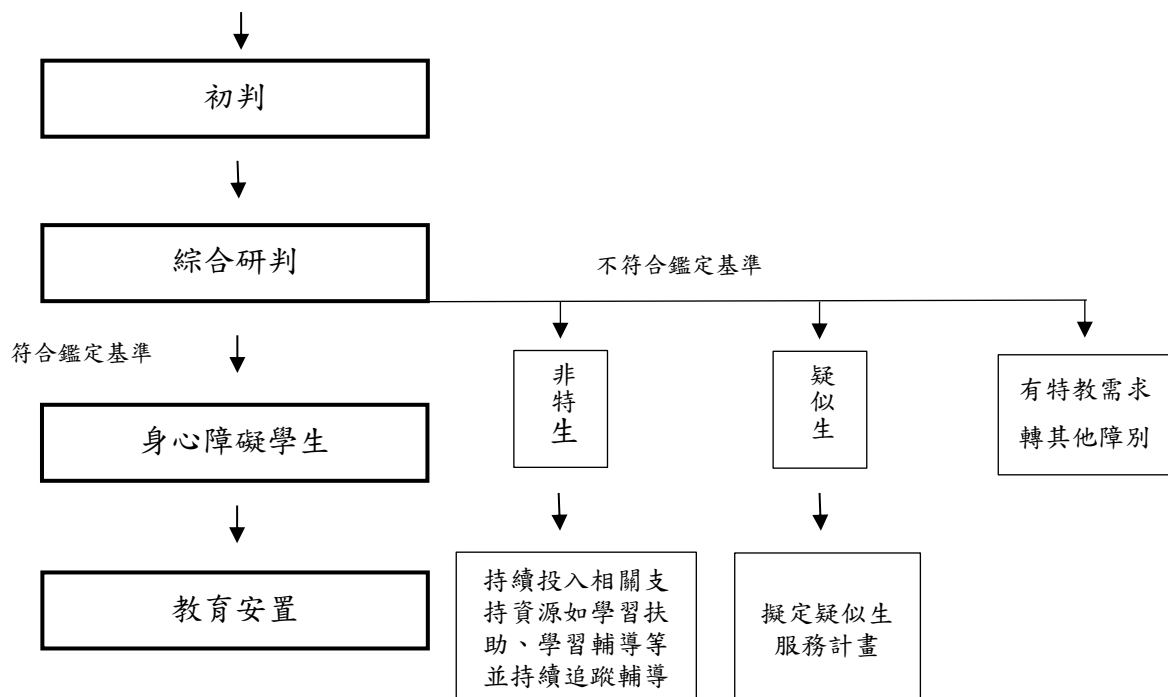 初判
綜合研判
不符合鑑定基準
符合鑑定基準
非特生
疑似生
有特教需求
轉其他障別
身心障礙學生
教育安置
持續投入相關支
持資源如學習扶
助、學習輔導等
並持續追蹤輔導
擬定疑似生
服務計畫